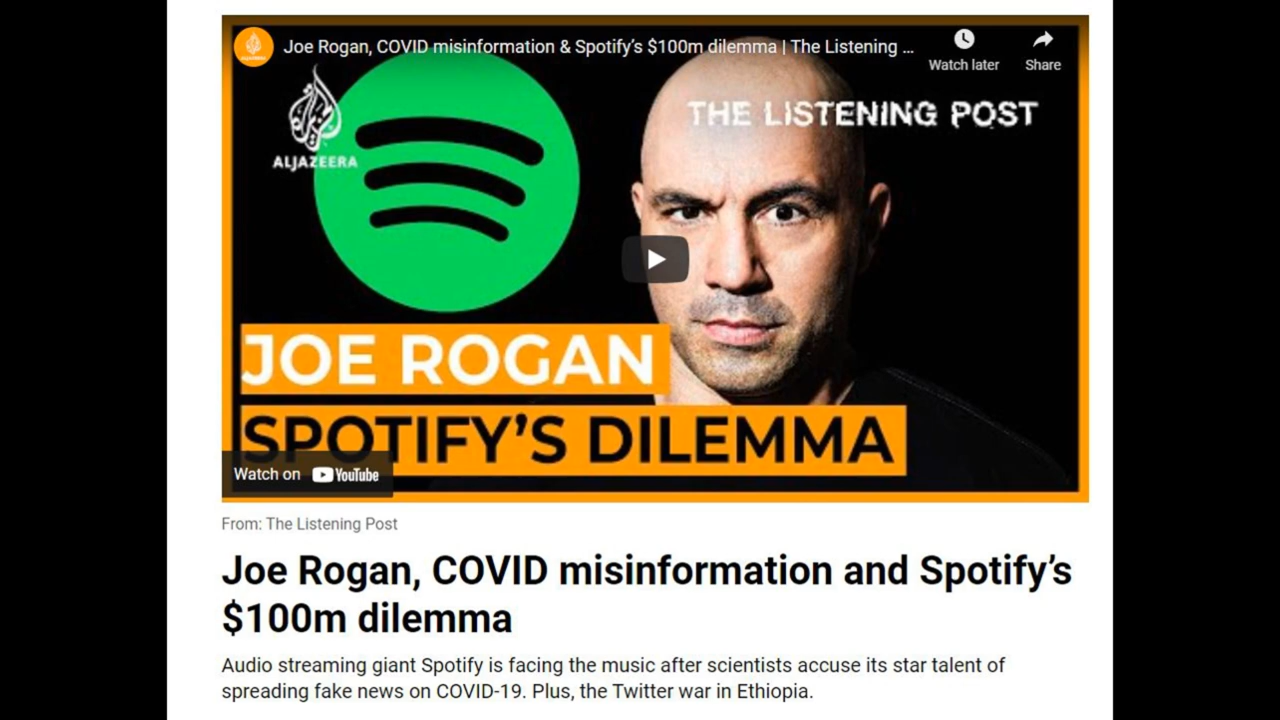 Joe Rogan, COVID misinformation & Spotify's $100m dilemma | The Listening ...
Watch later
Share
THE LISTENING POST
ALJAZEERA
JOE ROGAN
SPOTIFY'S DILEMMA
Watch on YouTube
From: The Listening Post
Joe Rogan, COVID misinformation and Spotify's
$100m dilemma
Audio streaming giant Spotify is facing the music after scientists accuse its star talent of
spreading fake news on COVID-19. Plus, the Twitter war in Ethiopia.